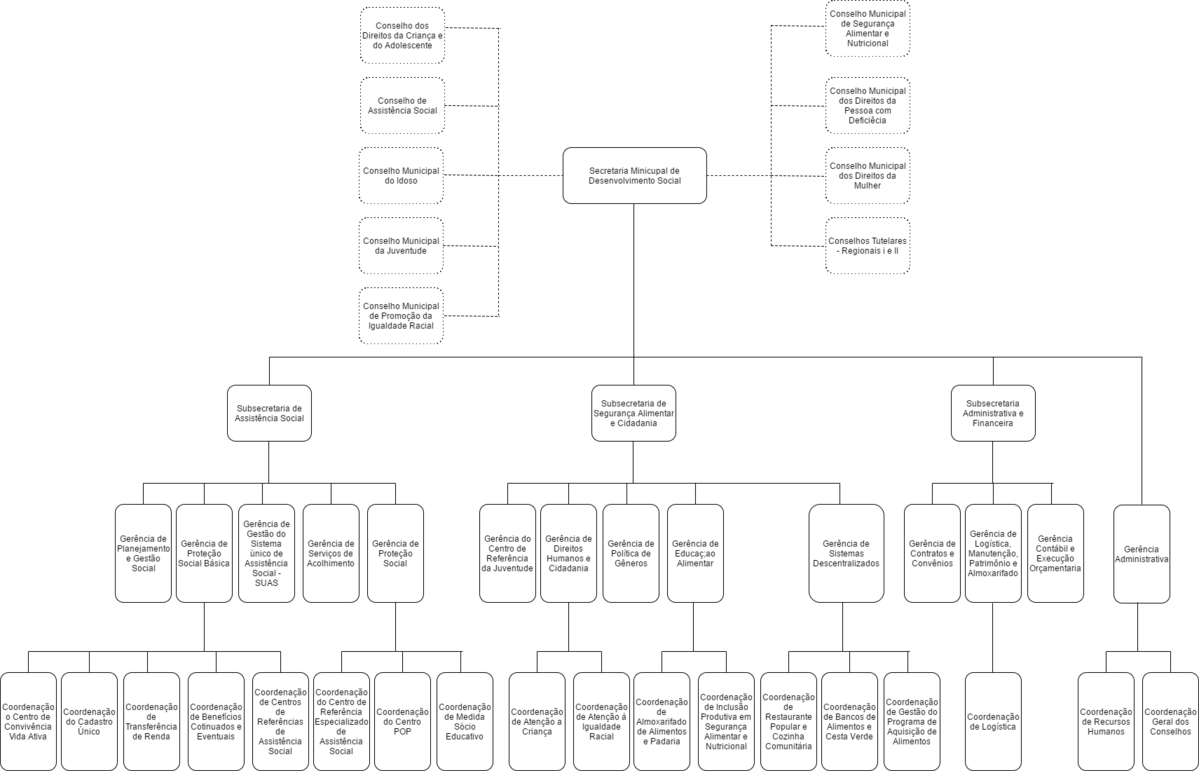 Conselho dos
Direitos da Criança e
do Adolescente
Conselho Municipal
de Segurança
Alimentar e
Nutricional
Conselho de
Assistência Social
Conselho Municipal
dos Direitos da
Pessoa com
Deficiêcia
Conselho Municipal
do Idoso
Secretaria Minicupal de
Desenvolvimento Social
Conselho Municipal
dos Direitos da
Mulher
Conselho Municipal
da Juventude
Conselhos Tutelares
- Regionais i e II
Conselho Municipal
de Promoção da
Igualdade Racial
Subsecretaria de
Assistência Social
Subsecretaria de
Segurança Alimentar
e Cidadania
Subsecretaria
Administrativa e
Financeira
Gerência de
Planejamento
e Gestão
Social
Gerência de
Proteção
Social Básica
Gerência de
Gestão do
Sistema
ùnico de
Assistência
Social -
SUAS
Gerência
de Serviços de
Acolhimento
Gerência de
Proteção
Social
Gerência do
Centro de
Referência
da Juventude
Gerência de
Direitos
Humanos e
Cidadania
Gerência de
Política de
Gêneros
Gerência de
Educaç;ao
Alimentar
Gerência de
Sistemas
Descentralizados
Gerência de
Contratos e
Convênios
Gerência de
Logística,
Manutenção,
Patrimônio e
Almoxarifado
Gerência
Contábil e
Execução
Orçamentaria
Gerência
Administrativa
Coordenação
o Centro de
Convivência
Vida Ativa
Coordenação
do Cadastro
Único
Coordenação
de
Transferência
de Renda
Coordenação
de Benefícios
Cotinuados e
Eventuais
Coordenação
de Centros
de
Referências
de Assistência
Social
Coordenação
do Centro de
Referência
Especializado
de
Assistência
Social
Coordenação
do Centro
POP
Coordenação
de Medida
Sócio
Educativo
Coordenação
de Atenção a
Criança
Coordenação
de Atenção á
Igualdade
Racial
Coordenação
de
Almoxarifado
de Alimentos
e Padaria
Coordenação
de Inclusão
Produtiva em
Segurança
Alimentar e
Nutricional
Coordenação
de
Restaurante
Popular e
Cozinha
Comunitária
Coordenação
de Bancos de
Alimentos e
Cesta Verde
Coordenação
de Gestão do
Programa de
Aquisição de
Alimentos
Coordenação
de Logística
Coordenação
de Recursos
Humanos
Coordenação
Geral dos
Conselhos